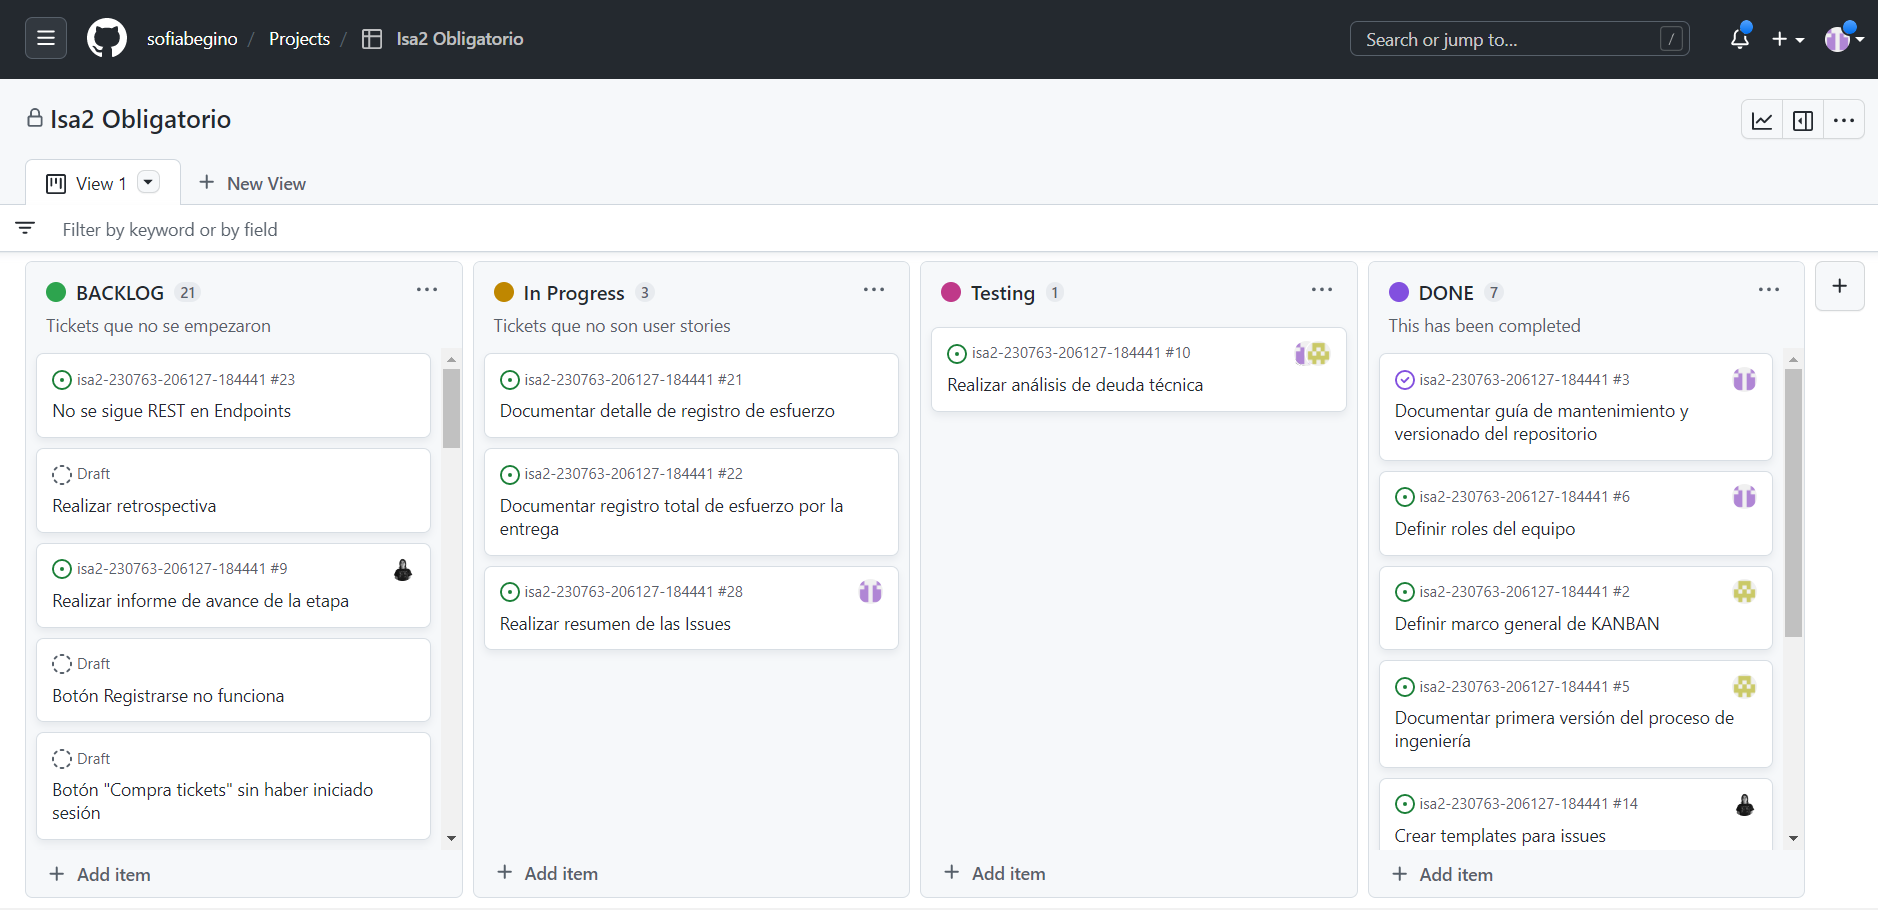 sofiabegino / Projects / Isa2 Obligatorio
Search or jump to... /
Isa2 Obligatorio
View 1
New View
Filter by keyword or by field
BACKLOG 21
Tickets que no se empezaron
isa2-230763-206127-184441 #23
No se sigue REST en Endpoints
Draft
Realizar retrospectiva
isa2-230763-206127-184441 #9
Realizar informe de avance de la etapa
Draft
Botón Registrarse no funciona
Draft
Botón "Compra tickets" sin haber iniciado
sesión
Add item
In Progress 3
Tickets que no son user stories
isa2-230763-206127-184441 #21
Documentar detalle de registro de esfuerzo
isa2-230763-206127-184441 #22
Documentar registro total de esfuerzo por la
entrega
isa2-230763-206127-184441 #28
Realizar resumen de las Issues
Add item
Testing 1
isa2-230763-206127-184441 #10
Realizar análisis de deuda técnica
Add item
DONE 7
This has been completed
isa2-230763-206127-184441 #3
Documentar guía de mantenimiento y
versionado del repositorio
isa2-230763-206127-184441 #6
Definir roles del equipo
isa2-230763-206127-184441 #2
Definir marco general de KANBAN
isa2-230763-206127-184441 #5
Documentar primera versión del proceso de
ingeniería
isa2-230763-206127-184441 #14
Crear templates para issues
Add item